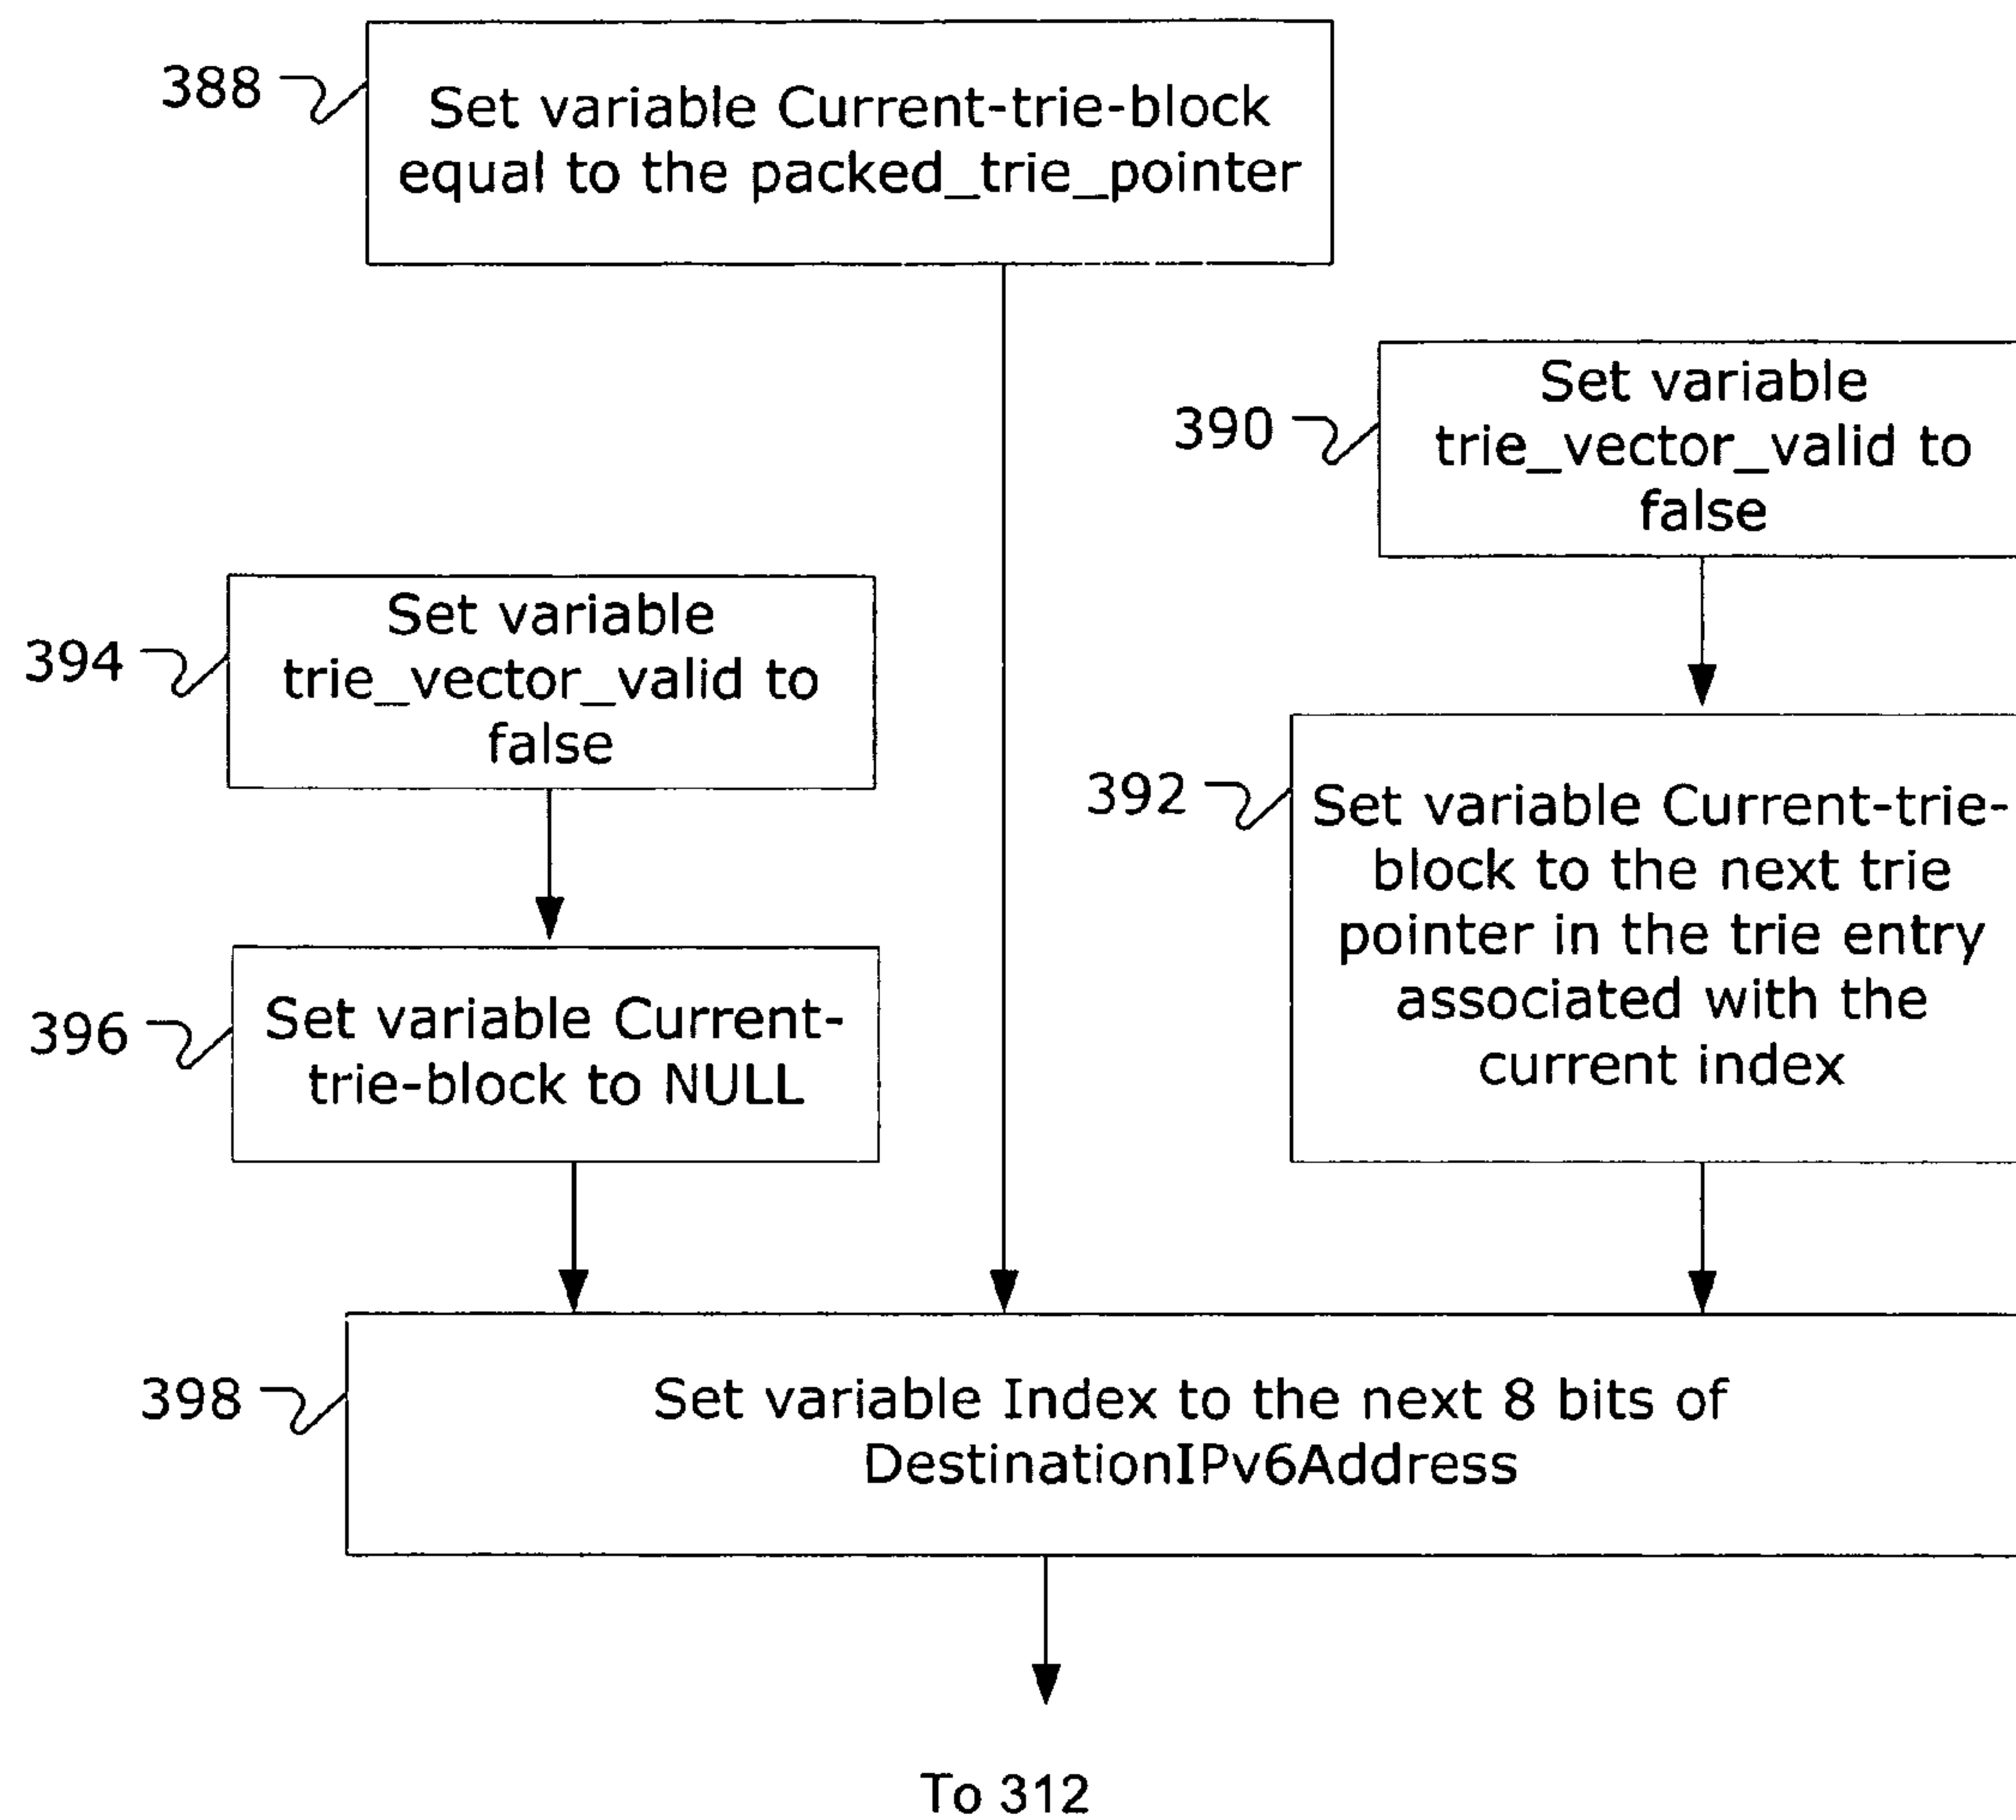 388
Set variable Current-trie-block
equal to the packed_trie_pointer
390
Set variable
trie_vector_valid to
false
394
Set variable
trie_vector_valid to
false
392
Set variable Current-trie-
block to the next trie
pointer in the trie entry
associated with the
current index
396
Set variable Current-
trie-block to NULL
398
Set variable Index to the next 8 bits of
DestinationIPv6Address
To 312